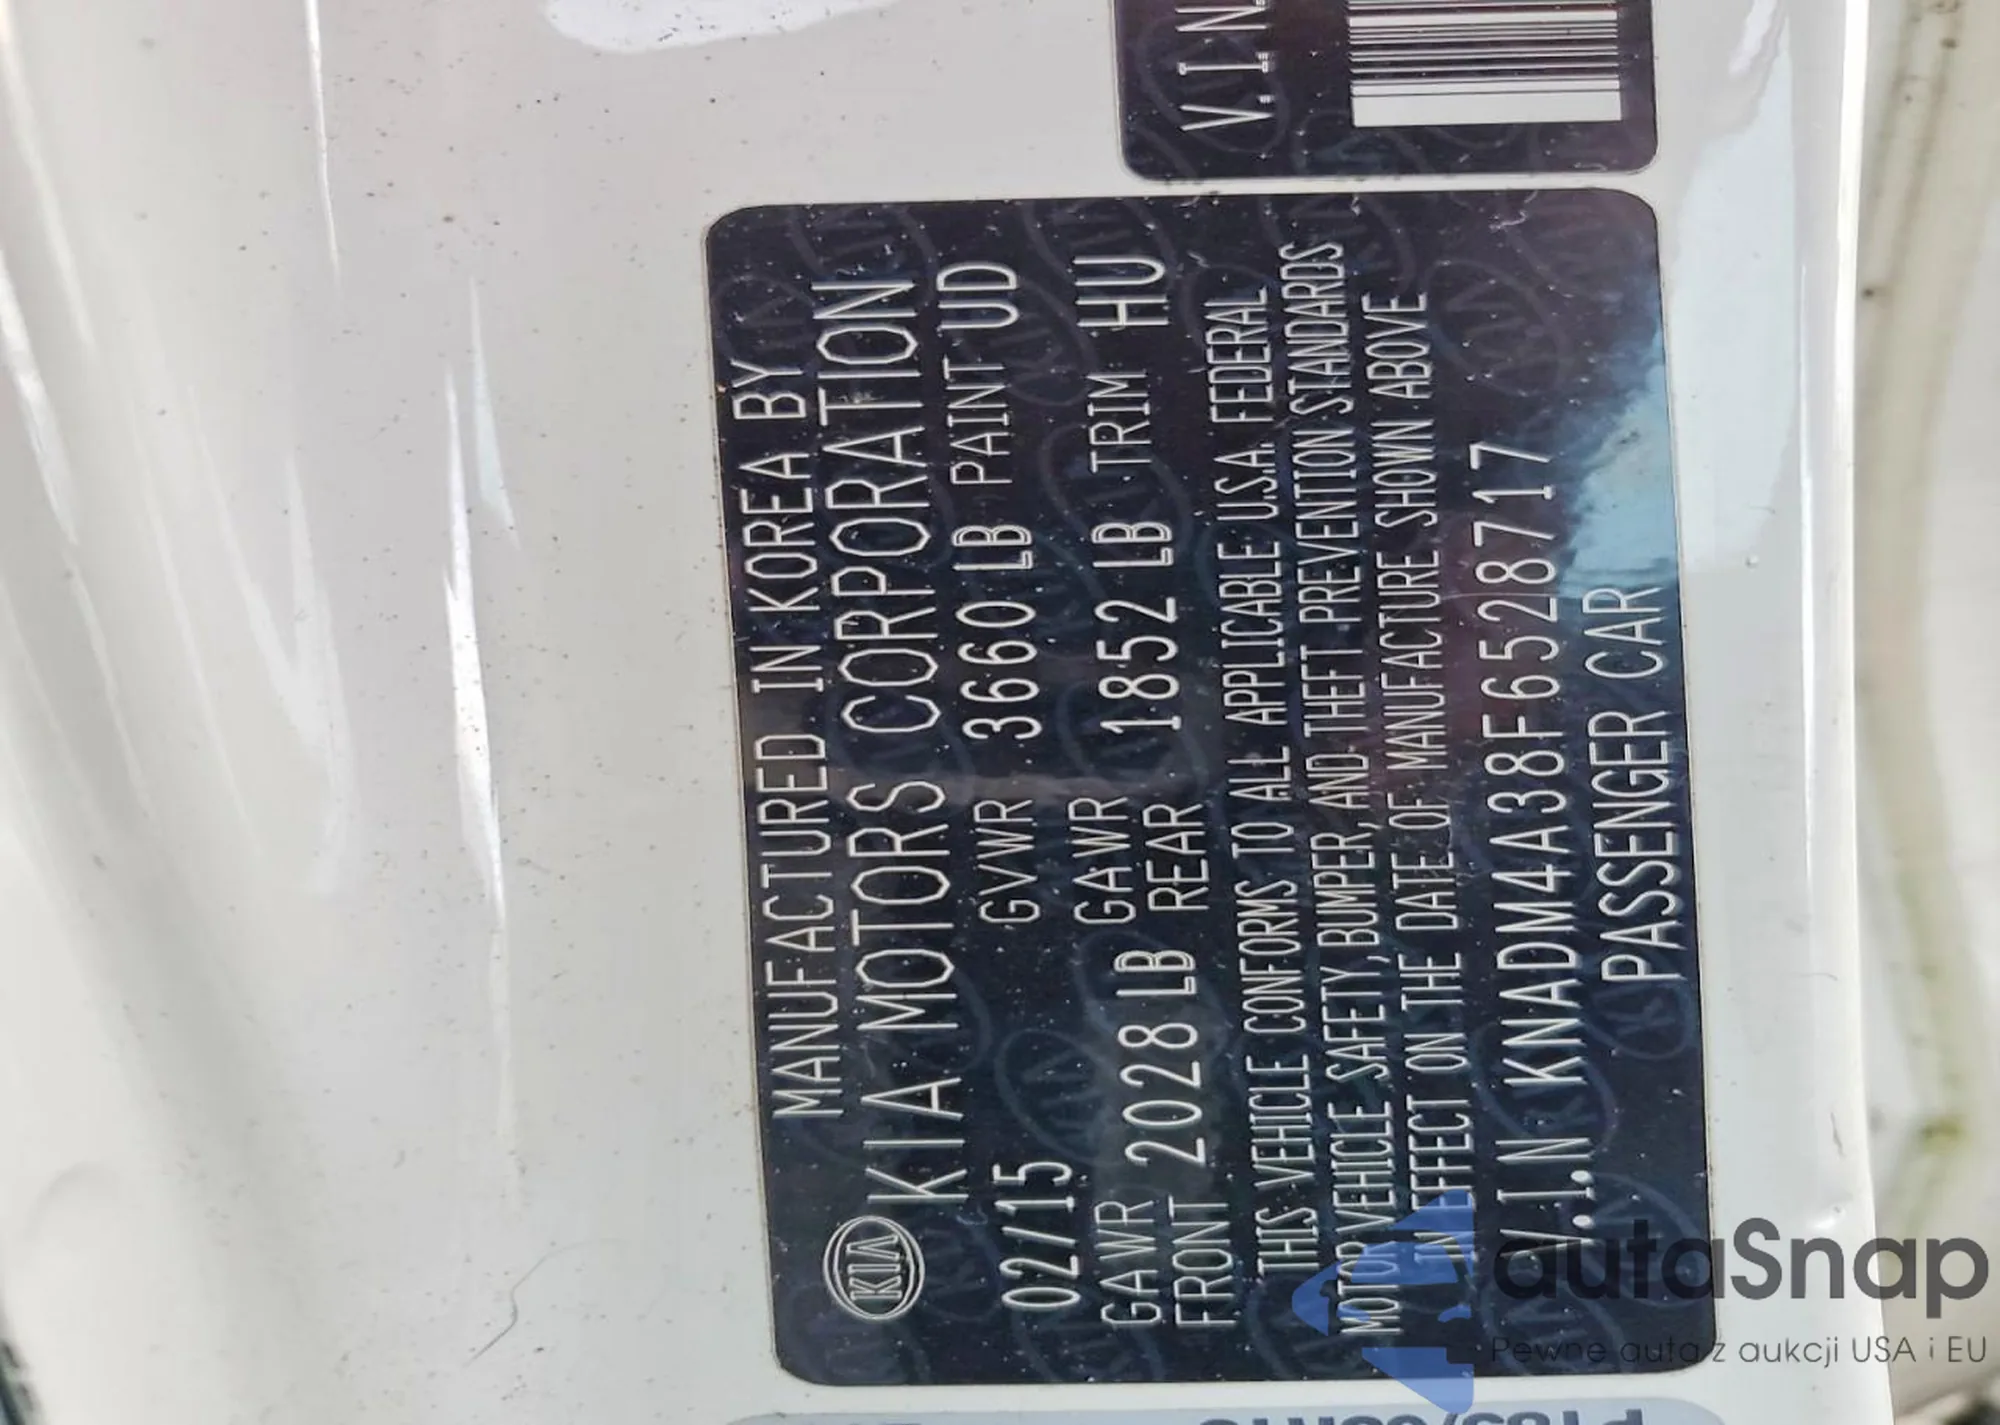 MANUFACTURED IN KOREA BY
KIA KIA MOTORS CORPORATION
02/15 GVWR 3660 LB PAINT UD
GAWR FRONT 2028 LB GAWR REAR 1852 LB TRIM HU
THIS VEHICLE CONFORMS TO ALL APPLICABLE U.S.A. FEDERAL
MOTOR VEHICLE SAFETY, BUMPER, AND THEFT PREVENTION STANDARDS
IN EFFECT ON THE DATE OF MANUFACTURE SHOWN ABOVE
V.I.N KNADM4A38F6528717
PASSENGER CAR
V.I.N
autaSnap
Pewne auta z aukcji USA i EU